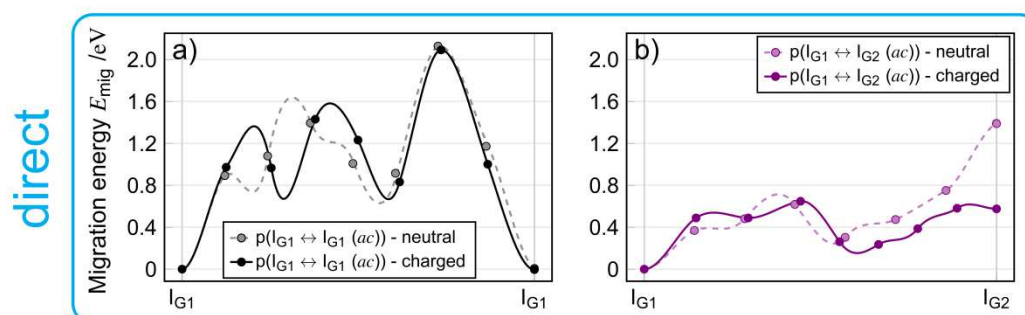 direct
Migration energy E_mig /eV
a)
2.0
1.6
1.2
0.8
0.4
0
p(I_G1 ↔ I_G1 (ac)) - neutral
p(I_G1 ↔ I_G1 (ac)) - charged
I_G1
I_G1
b)
2.0
1.6
1.2
0.8
0.4
0
p(I_G1 ↔ I_G2 (ac)) - neutral
p(I_G1 ↔ I_G2 (ac)) - charged
I_G1
I_G2